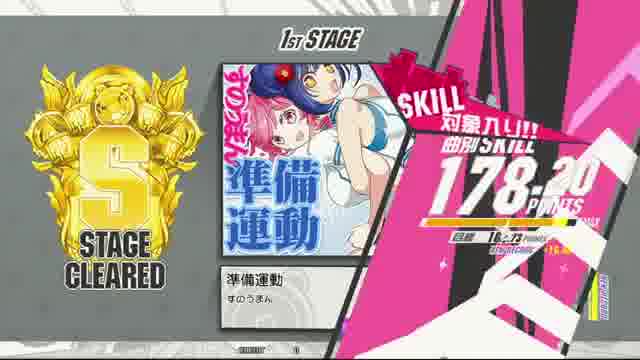 1ST STAGE
S
STAGE
CLEARED
すのうまん
準備
運動
準備運動
すのうまん
SKILL
対象入り!!
曲別SKILL
178.20
POINTS